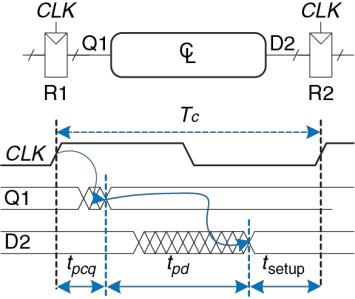 CLK CLK
Q1 CL D2
R1 R2
Tc
CLK
Q1
D2
tpcq tpd tsetup